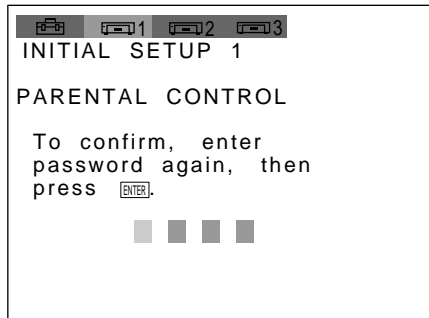 1 2 3
INITIAL SETUP 1
PARENTAL CONTROL
To confirm, enter
password again, then
press ENTER.